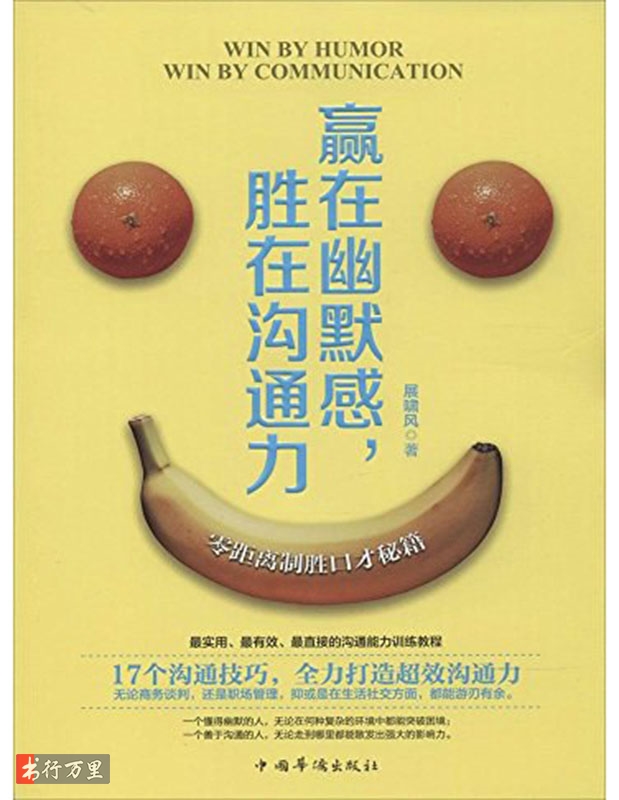 WIN BY HUMOR
WIN BY COMMUNICATION
赢在幽默感，
胜在沟通力
展啸风◎著
零距离制胜口才秘籍
最实用、最有效、最直接的沟通能力训练教程
17个沟通技巧，全力打造超效沟通力
无论商务谈判，还是职场管理，抑或是在生活社交方面，都能游刃有余。
一个懂得幽默的人，无论在何种复杂的环境中都能突破困境；
一个善于沟通的人，无论走到哪里都能散发出强大的影响力。
书行万里
中国华侨出版社